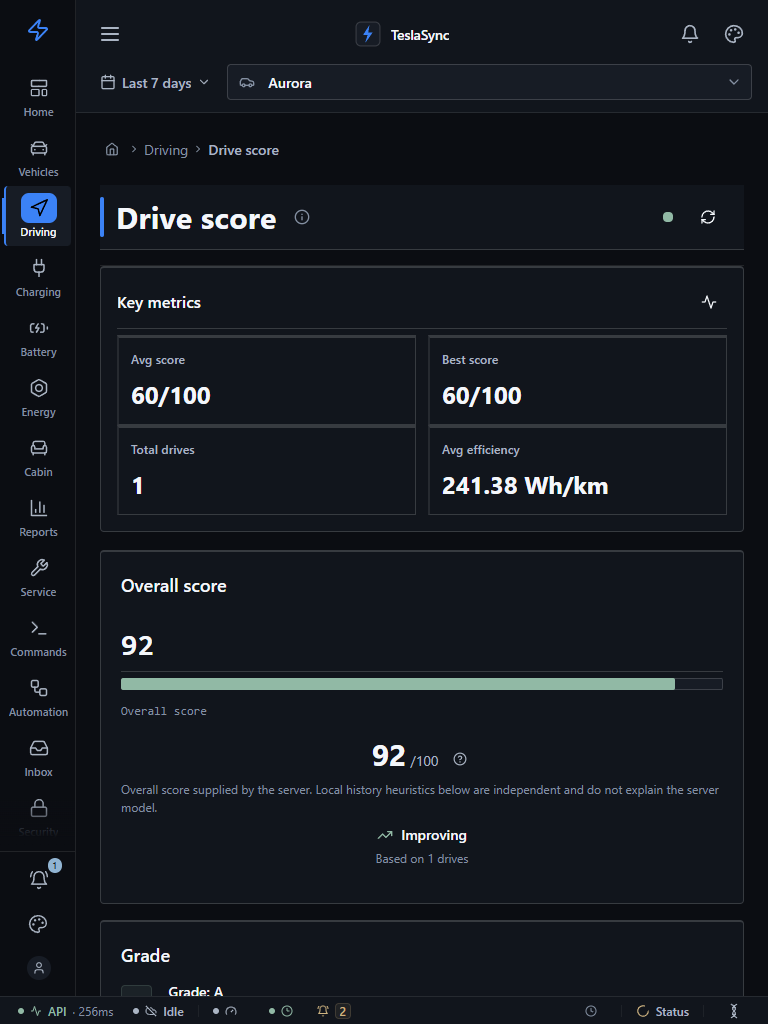 TeslaSync
Last 7 days
Aurora
Home
Vehicles
Driving
Charging
Battery
Energy
Cabin
Reports
Service
Commands
Automation
Inbox
Security
1
Driving
Drive score
Drive score
Key metrics
Avg score
60/100
Best score
60/100
Total drives
1
Avg efficiency
241.38 Wh/km
Overall score
92
Overall score
92 /100
Overall score supplied by the server. Local history heuristics below are independent and do not explain the server
model.
Improving
Based on 1 drives
Grade
Grade: A
API · 256ms
Idle
2
Status